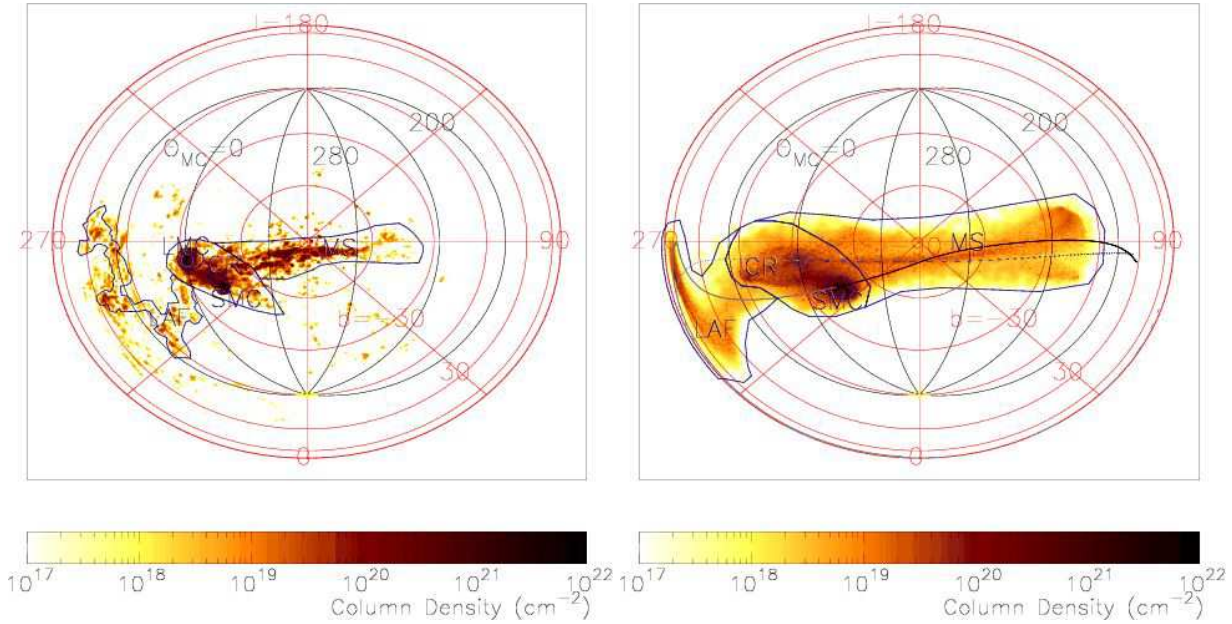 l=180
200
θMC=0
280
270
LMC
MS
SMC
b=−30
30
0
10^17 10^18 10^19 10^20 10^21 10^22
Column Density (cm^−2)
l=180
200
θMC=0
280
270
90
MS
ICR
SMC
LAF
b=−30
30
0
10^17 10^18 10^19 10^20 10^21 10^22
Column Density (cm^−2)
90